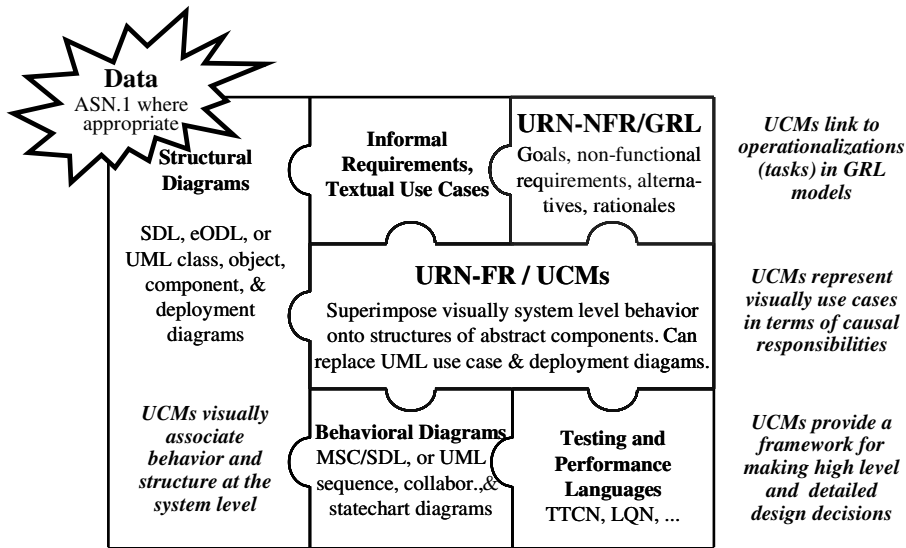 Data
ASN.1 where
appropriate
Structural
Diagrams
SDL, eODL, or
UML class, object,
component, &
deployment
diagrams
UCMs visually
associate
behavior and
structure at the
system level
Informal
Requirements,
Textual Use Cases
URN-NFR/GRL
Goals, non-functional
requirements, alterna-
tives, rationales
URN-FR / UCMs
Superimpose visually system level behavior
onto structures of abstract components. Can
replace UML use case & deployment diagams.
Behavioral Diagrams
MSC/SDL, or UML
sequence, collabor.,&
statechart diagrams
Testing and
Performance
Languages
TTCN, LQN, ...
UCMs link to
operationalizations
(tasks) in GRL
models
UCMs represent
visually use cases
in terms of causal
responsibilities
UCMs provide a
framework for
making high level
and detailed
design decisions